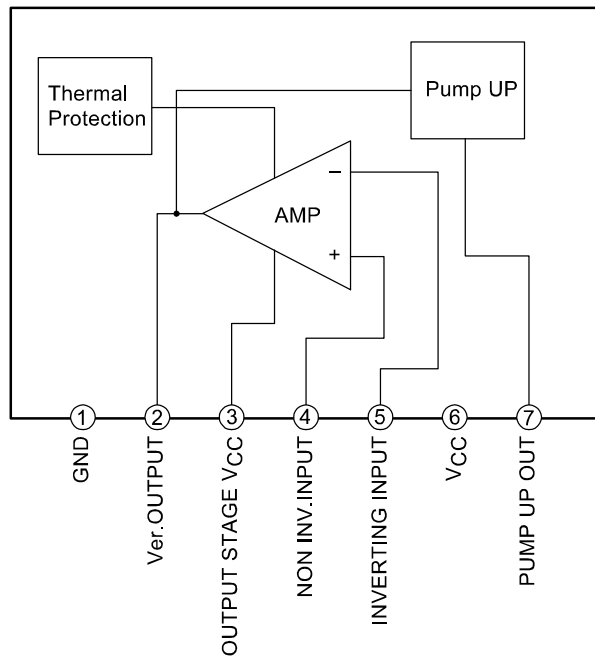 Thermal
Protection
Pump UP
AMP
−
+
1
2
3
4
5
6
7
GND
Ver.OUTPUT
OUTPUT STAGE VCC
NON INV.INPUT
INVERTING INPUT
VCC
PUMP UP OUT